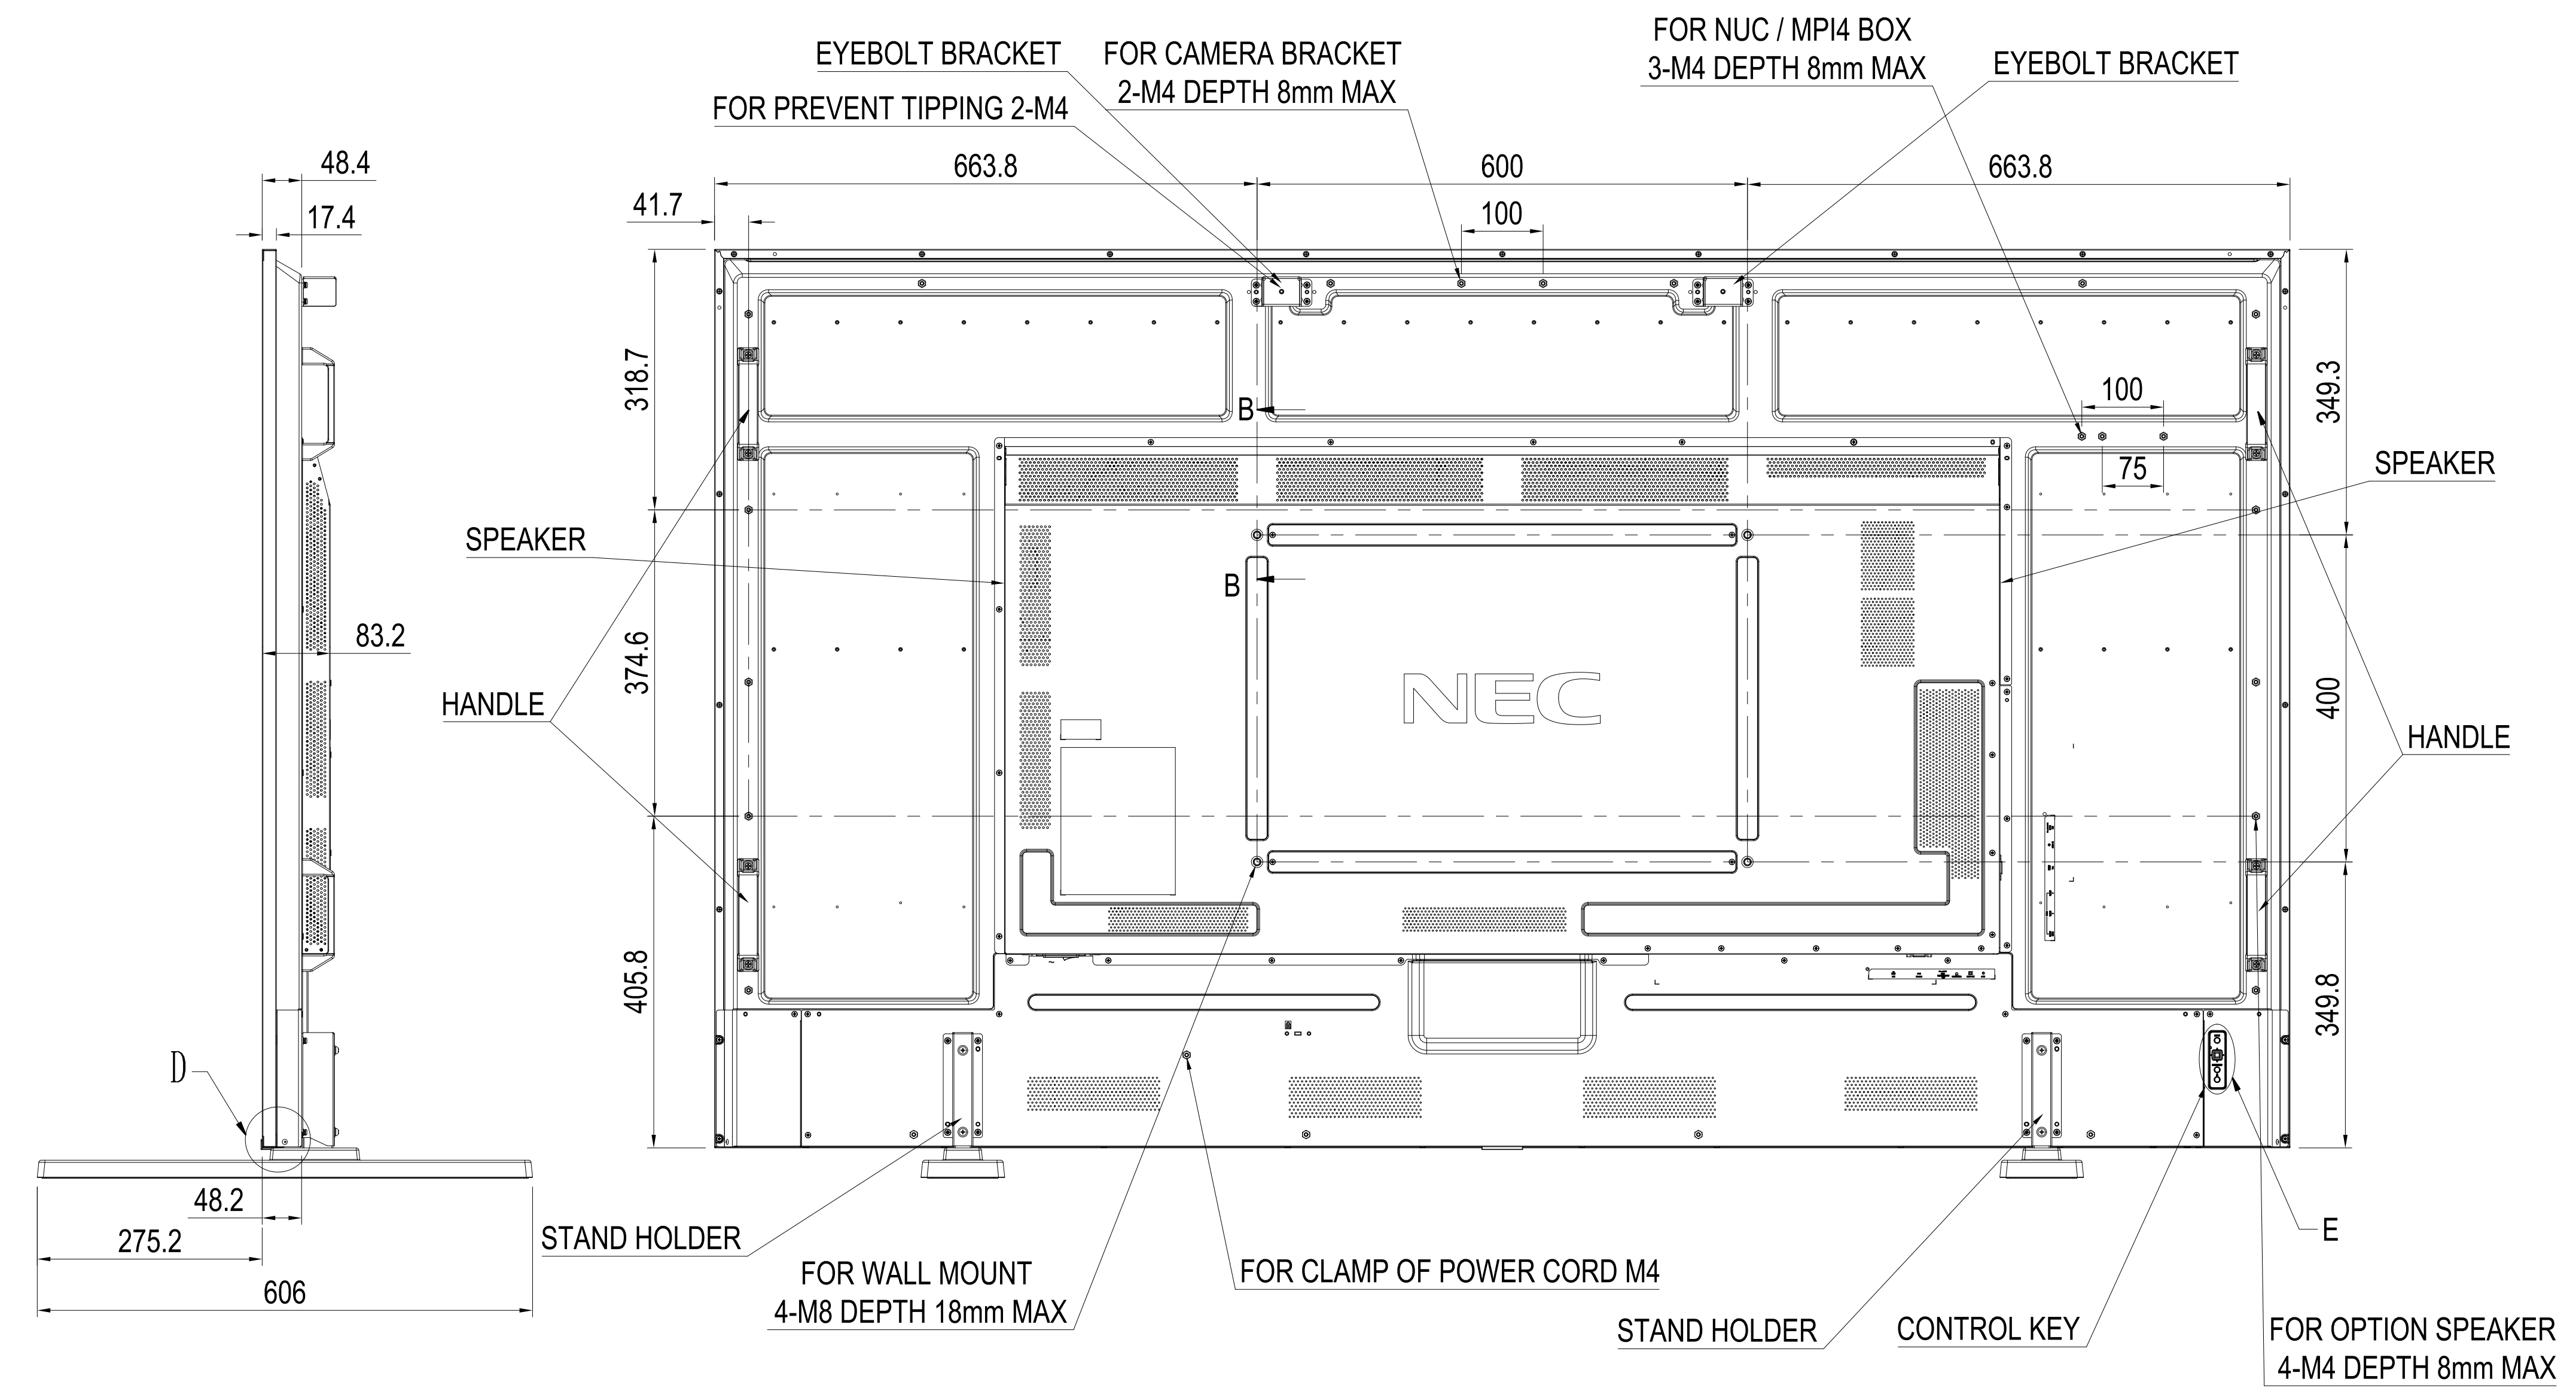 FOR NUC / MPI4 BOX
3-M4 DEPTH 8mm MAX
EYEBOLT BRACKET
FOR CAMERA BRACKET
2-M4 DEPTH 8mm MAX
EYEBOLT BRACKET
FOR PREVENT TIPPING 2-M4
48.4
17.4
663.8
600
663.8
41.7
100
318.7
349.3
B
100
75
SPEAKER
SPEAKER
B
83.2
374.6
400
HANDLE
NEC
HANDLE
405.8
349.8
D
48.2
275.2
606
STAND HOLDER
FOR WALL MOUNT
4-M8 DEPTH 18mm MAX
FOR CLAMP OF POWER CORD M4
E
STAND HOLDER
CONTROL KEY
FOR OPTION SPEAKER
4-M4 DEPTH 8mm MAX